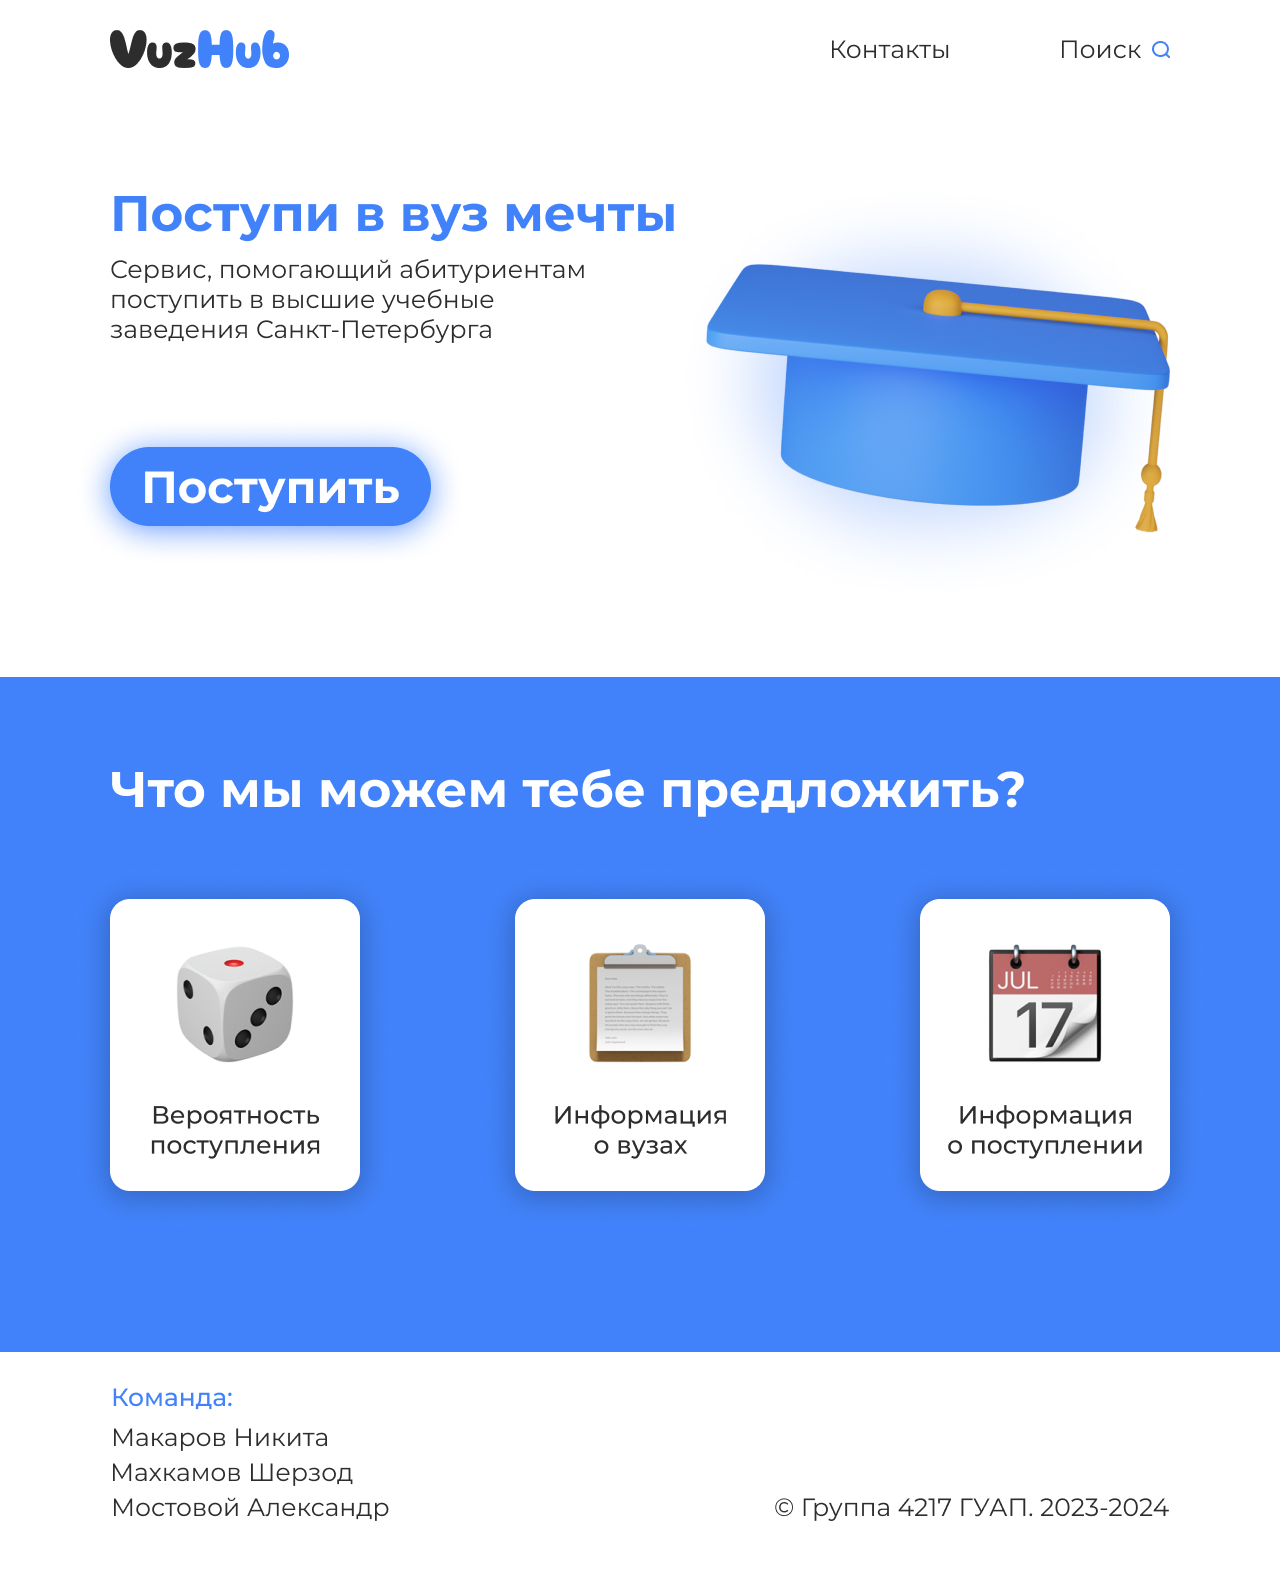 VuzHub
Контакты
Поиск
Поступи в вуз мечты
Сервис, помогающий абитуриентам
поступить в высшие учебные
заведения Санкт-Петербурга
Поступить
Что мы можем тебе предложить?
JUL
17
Вероятность
поступления
Информация
о вузах
Информация
о поступлении
Команда:
Макаров Никита
Махкамов Шерзод
Мостовой Александр
© Группа 4217 ГУАП. 2023-2024